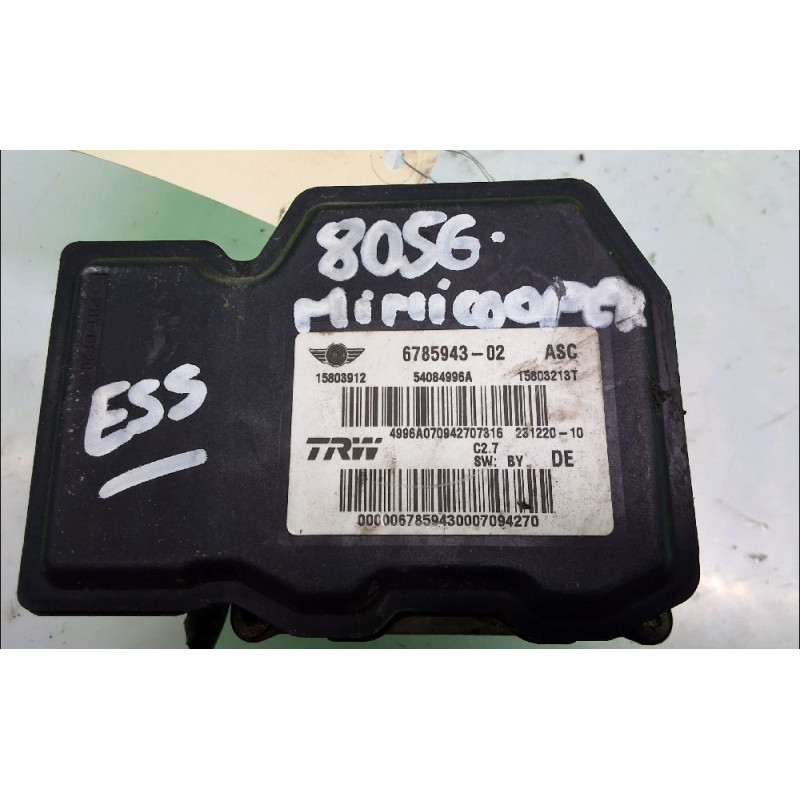 8056.
MINICOOPER
ESS
6785943-02 ASC
15803912 54084996A 15803213T
4996A070942707316 231220-10
TRW C2.7
SW: BY DE
0000067859430007094270